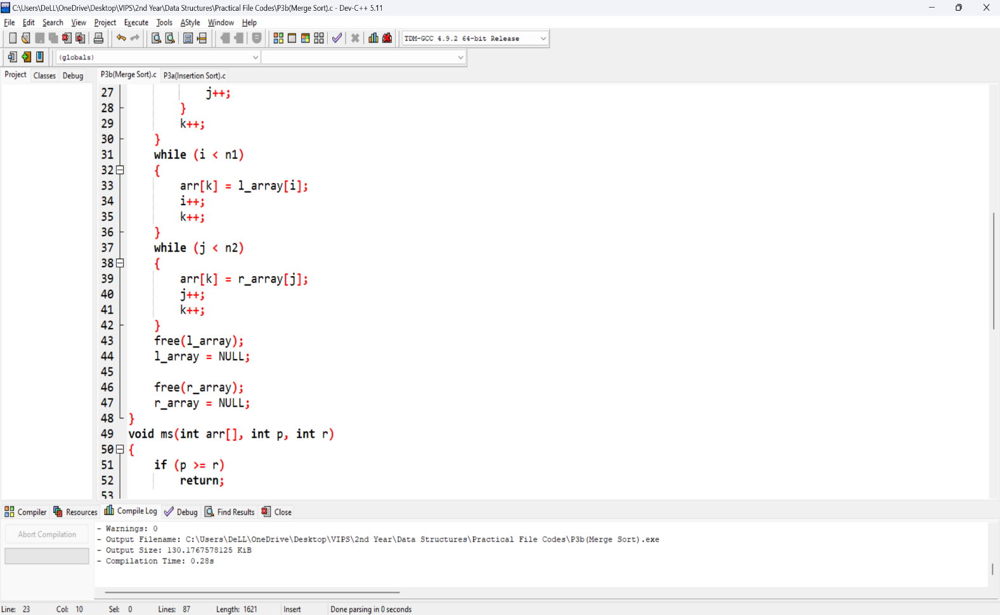 C:\Users\DeLL\OneDrive\Desktop\VIPS\2nd Year\Data Structures\Practical File Codes\P3b(Merge Sort).c - Dev-C++ 5.11
File Edit Search View Project Execute Tools AStyle Window Help
TDM-GCC 4.9.2 64-bit Release
(globals)
Project Classes Debug P3b(Merge Sort).c P3a(Insertion Sort).c
27 j++;
28 }
29 k++;
30 }
31 while (i < n1)
32 {
33 arr[k] = l_array[i];
34 i++;
35 k++;
36 }
37 while (j < n2)
38 {
39 arr[k] = r_array[j];
40 j++;
41 k++;
42 }
43 free(l_array);
44 l_array = NULL;
45
46 free(r_array);
47 r_array = NULL;
48 }
49 void ms(int arr[], int p, int r)
50 {
51 if (p >= r)
52 return;
53
Compiler Resources Compile Log Debug Find Results Close
Abort Compilation
- Warnings: 0
- Output Filename: C:\Users\DeLL\OneDrive\Desktop\VIPS\2nd Year\Data Structures\Practical File Codes\P3b(Merge Sort).exe
- Output Size: 130.1767578125 KiB
- Compilation Time: 0.28s
Line: 23 Col: 10 Sel: 0 Lines: 87 Length: 1621 Insert Done parsing in 0 seconds